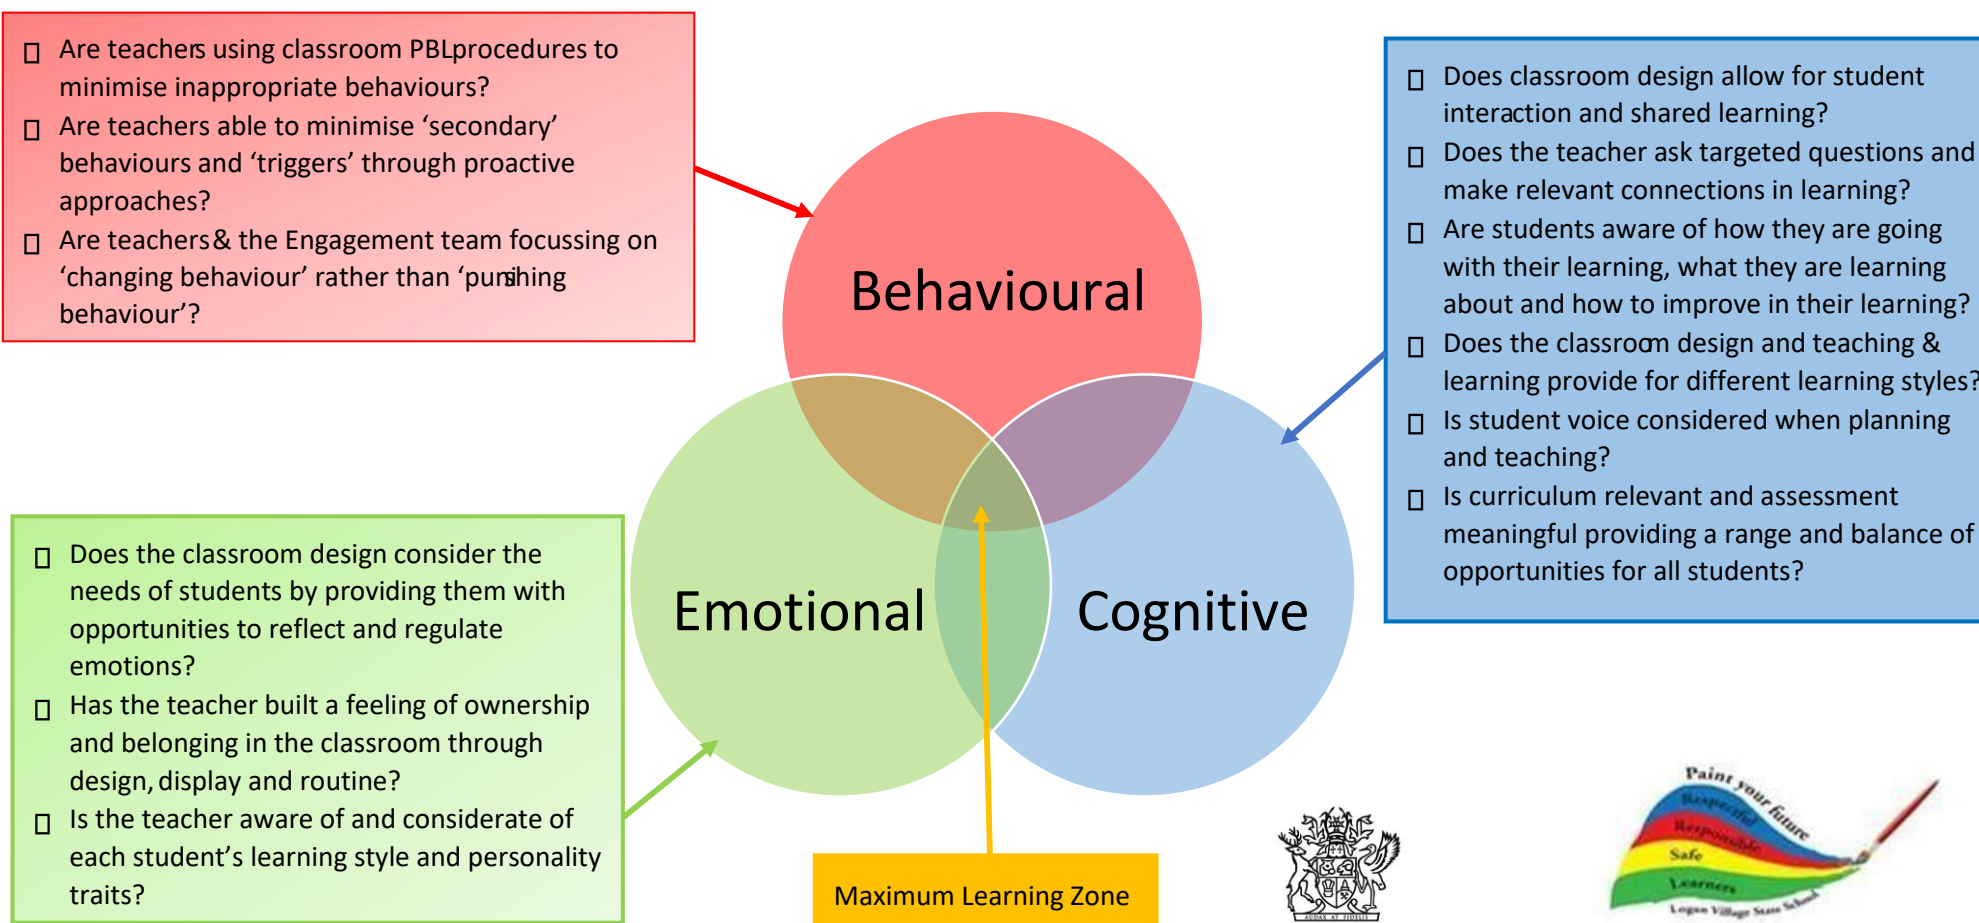 Are teachers using classroom PBLprocedures to
minimise inappropriate behaviours?
Are teachers able to minimise ‘secondary’
behaviours and ‘triggers’ through proactive
approaches?
Are teachers& the Engagement team focussing on
‘changing behaviour’ rather than ‘punishing
behaviour’?
Does classroom design allow for student
interaction and shared learning?
Does the teacher ask targeted questions and
make relevant connections in learning?
Are students aware of how they are going
with their learning, what they are learning
about and how to improve in their learning?
Does the classroom design and teaching &
learning provide for different learning styles?
Is student voice considered when planning
and teaching?
Is curriculum relevant and assessment
meaningful providing a range and balance of
opportunities for all students?
Behavioural
Emotional
Cognitive
Does the classroom design consider the
needs of students by providing them with
opportunities to reflect and regulate
emotions?
Has the teacher built a feeling of ownership
and belonging in the classroom through
design, display and routine?
Is the teacher aware of and considerate of
each student’s learning style and personality
traits?
Maximum Learning Zone
AUDAX AT FIDELIS
Paint your future
Respectful
Responsible
Safe
Learners
Logan Village State School